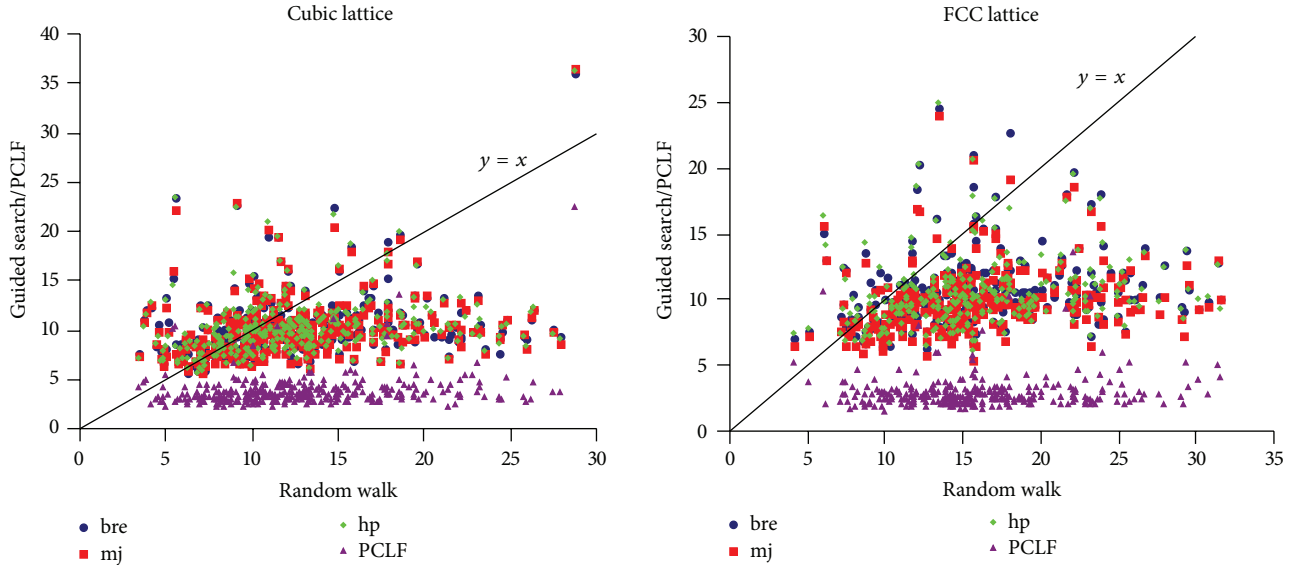 Cubic lattice
40
35
30
25
20
15
10
5
0
Guided search/PCLF
y = x
0 5 10 15 20 25 30
Random walk
bre
mj
hp
PCLF
FCC lattice
30
25
20
15
10
5
0
Guided search/PCLF
y = x
0 5 10 15 20 25 30 35
Random walk
bre
mj
hp
PCLF